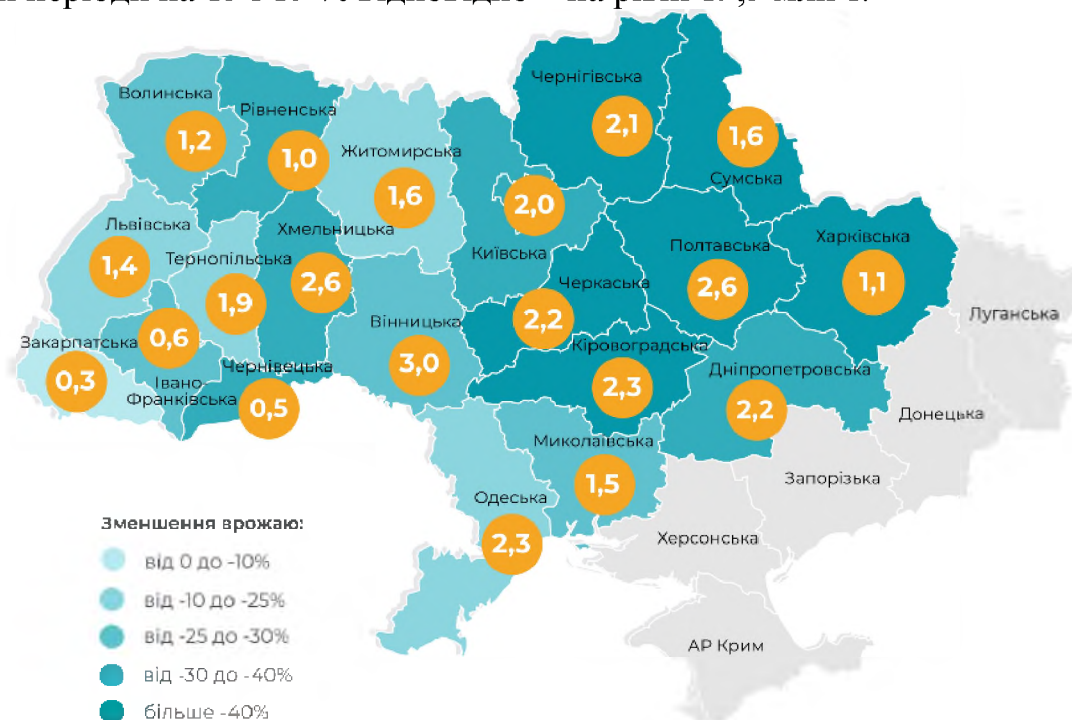 Чернігівська
2,1
Волинська
1,2
Рівненська
1,0
Житомирська
1,6
1,6
Сумська
2,0
Київська
Львівська
1,4
Тернопільська
1,9
Хмельницька
2,6
Черкаська
2,2
Полтавська
2,6
Харківська
1,1
Луганська
Закарпатська
0,3
0,6
Івано-
Франківська
Чернівецька
0,5
Вінницька
3,0
Кіровоградська
2,3
Дніпропетровська
2,2
Донецька
Миколаївська
1,5
Запорізька
Одеська
2,3
Херсонська
АР Крим
Зменшення врожаю:
від 0 до -10%
від -10 до -25%
від -25 до -30%
від -30 до -40%
більше -40%